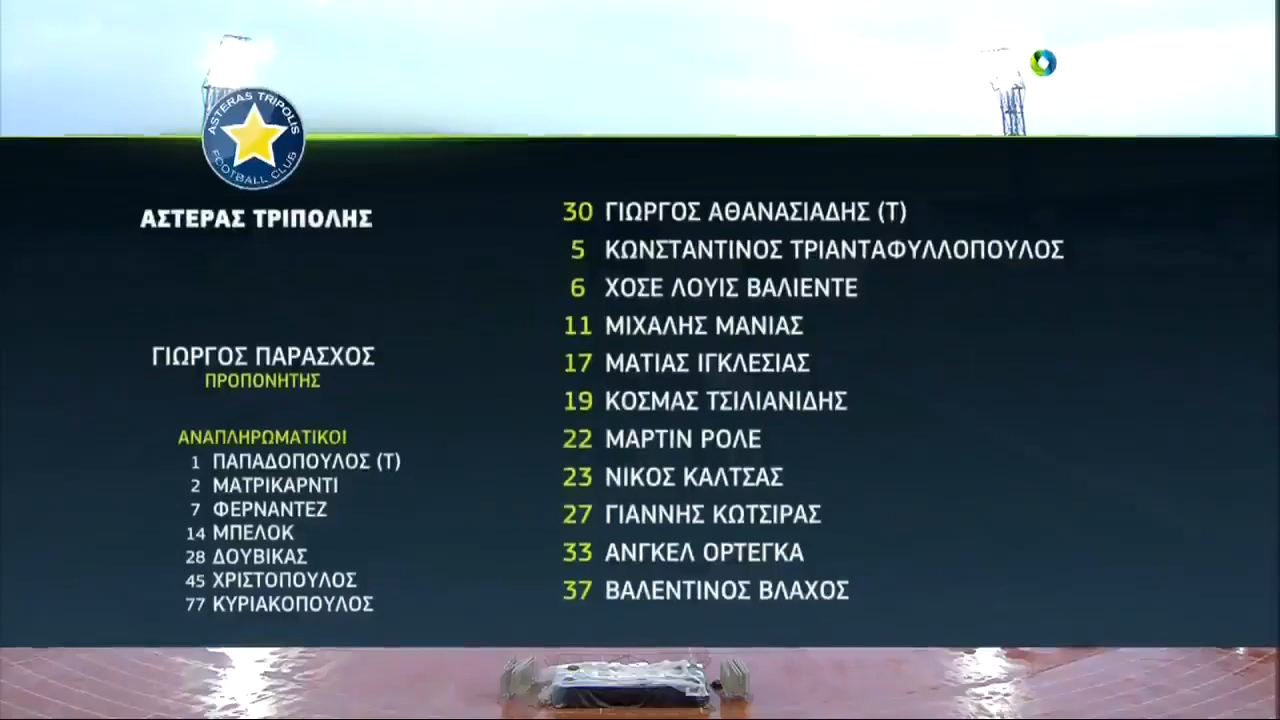 ASTERAS TRIPOLIS
FOOTBALL CLUB
ΑΣΤΕΡΑΣ ΤΡΙΠΟΛΗΣ
ΓΙΩΡΓΟΣ ΠΑΡΑΣΧΟΣ
ΠΡΟΠΟΝΗΤΗΣ
ΑΝΑΠΛΗΡΩΜΑΤΙΚΟΙ
1 ΠΑΠΑΔΟΠΟΥΛΟΣ (Τ)
2 ΜΑΤΡΙΚΑΡΝΤΙ
7 ΦΕΡΝΑΝΤΕΖ
14 ΜΠΕΛΟΚ
28 ΔΟΥΒΙΚΑΣ
45 ΧΡΙΣΤΟΠΟΥΛΟΣ
77 ΚΥΡΙΑΚΟΠΟΥΛΟΣ
30 ΓΙΩΡΓΟΣ ΑΘΑΝΑΣΙΑΔΗΣ (Τ)
5 ΚΩΝΣΤΑΝΤΙΝΟΣ ΤΡΙΑΝΤΑΦΥΛΛΟΠΟΥΛΟΣ
6 ΧΟΣΕ ΛΟΥΙΣ ΒΑΛΙΕΝΤΕ
11 ΜΙΧΑΛΗΣ ΜΑΝΙΑΣ
17 ΜΑΤΙΑΣ ΙΓΚΛΕΣΙΑΣ
19 ΚΟΣΜΑΣ ΤΣΙΛΙΑΝΙΔΗΣ
22 ΜΑΡΤΙΝ ΡΟΛΕ
23 ΝΙΚΟΣ ΚΑΛΤΣΑΣ
27 ΓΙΑΝΝΗΣ ΚΩΤΣΙΡΑΣ
33 ΑΝΓΚΕΛ ΟΡΤΕΓΚΑ
37 ΒΑΛΕΝΤΙΝΟΣ ΒΛΑΧΟΣ